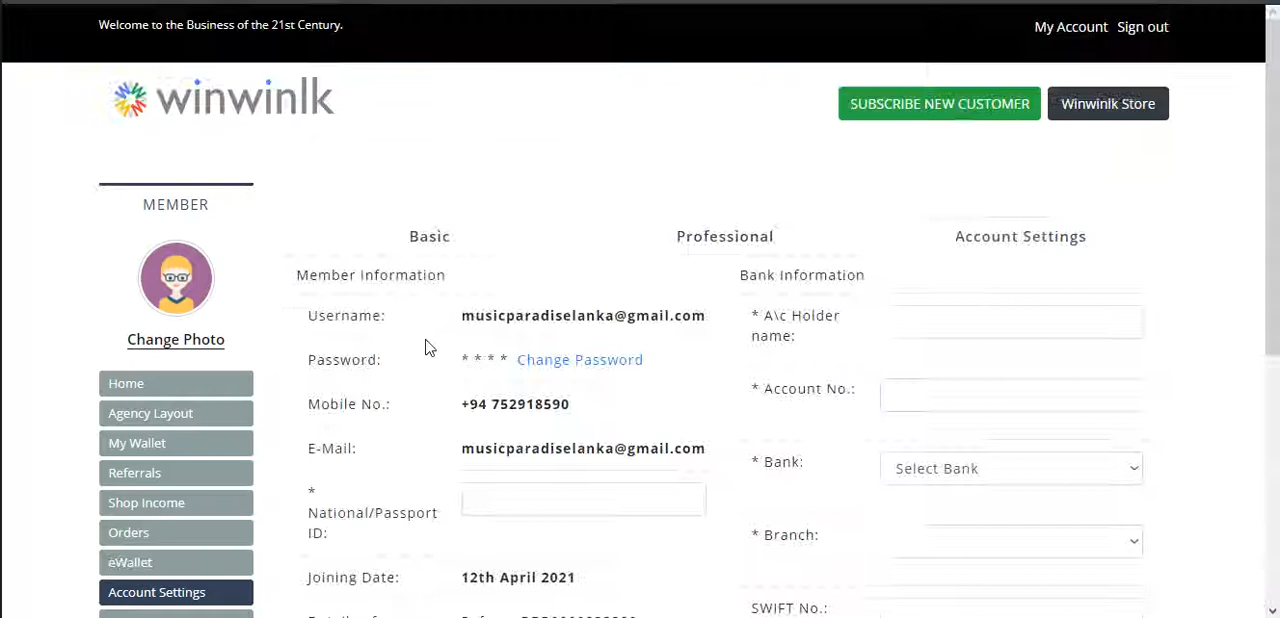 Welcome to the Business of the 21st Century.
My Account Sign out
winwinlk
SUBSCRIBE NEW CUSTOMER
Winwinlk Store
MEMBER
Change Photo
Home
Agency Layout
My Wallet
Referrals
Shop Income
Orders
eWallet
Account Settings
Basic
Professional
Account Settings
Member Information
Username: musicparadiselanka@gmail.com
Password: * * * * Change Password
Mobile No.: +94 752918590
E-Mail: musicparadiselanka@gmail.com
*
National/Passport
ID:
Joining Date: 12th April 2021
Bank Information
* A\c Holder
name:
* Account No.:
* Bank: Select Bank
* Branch:
SWIFT No.: